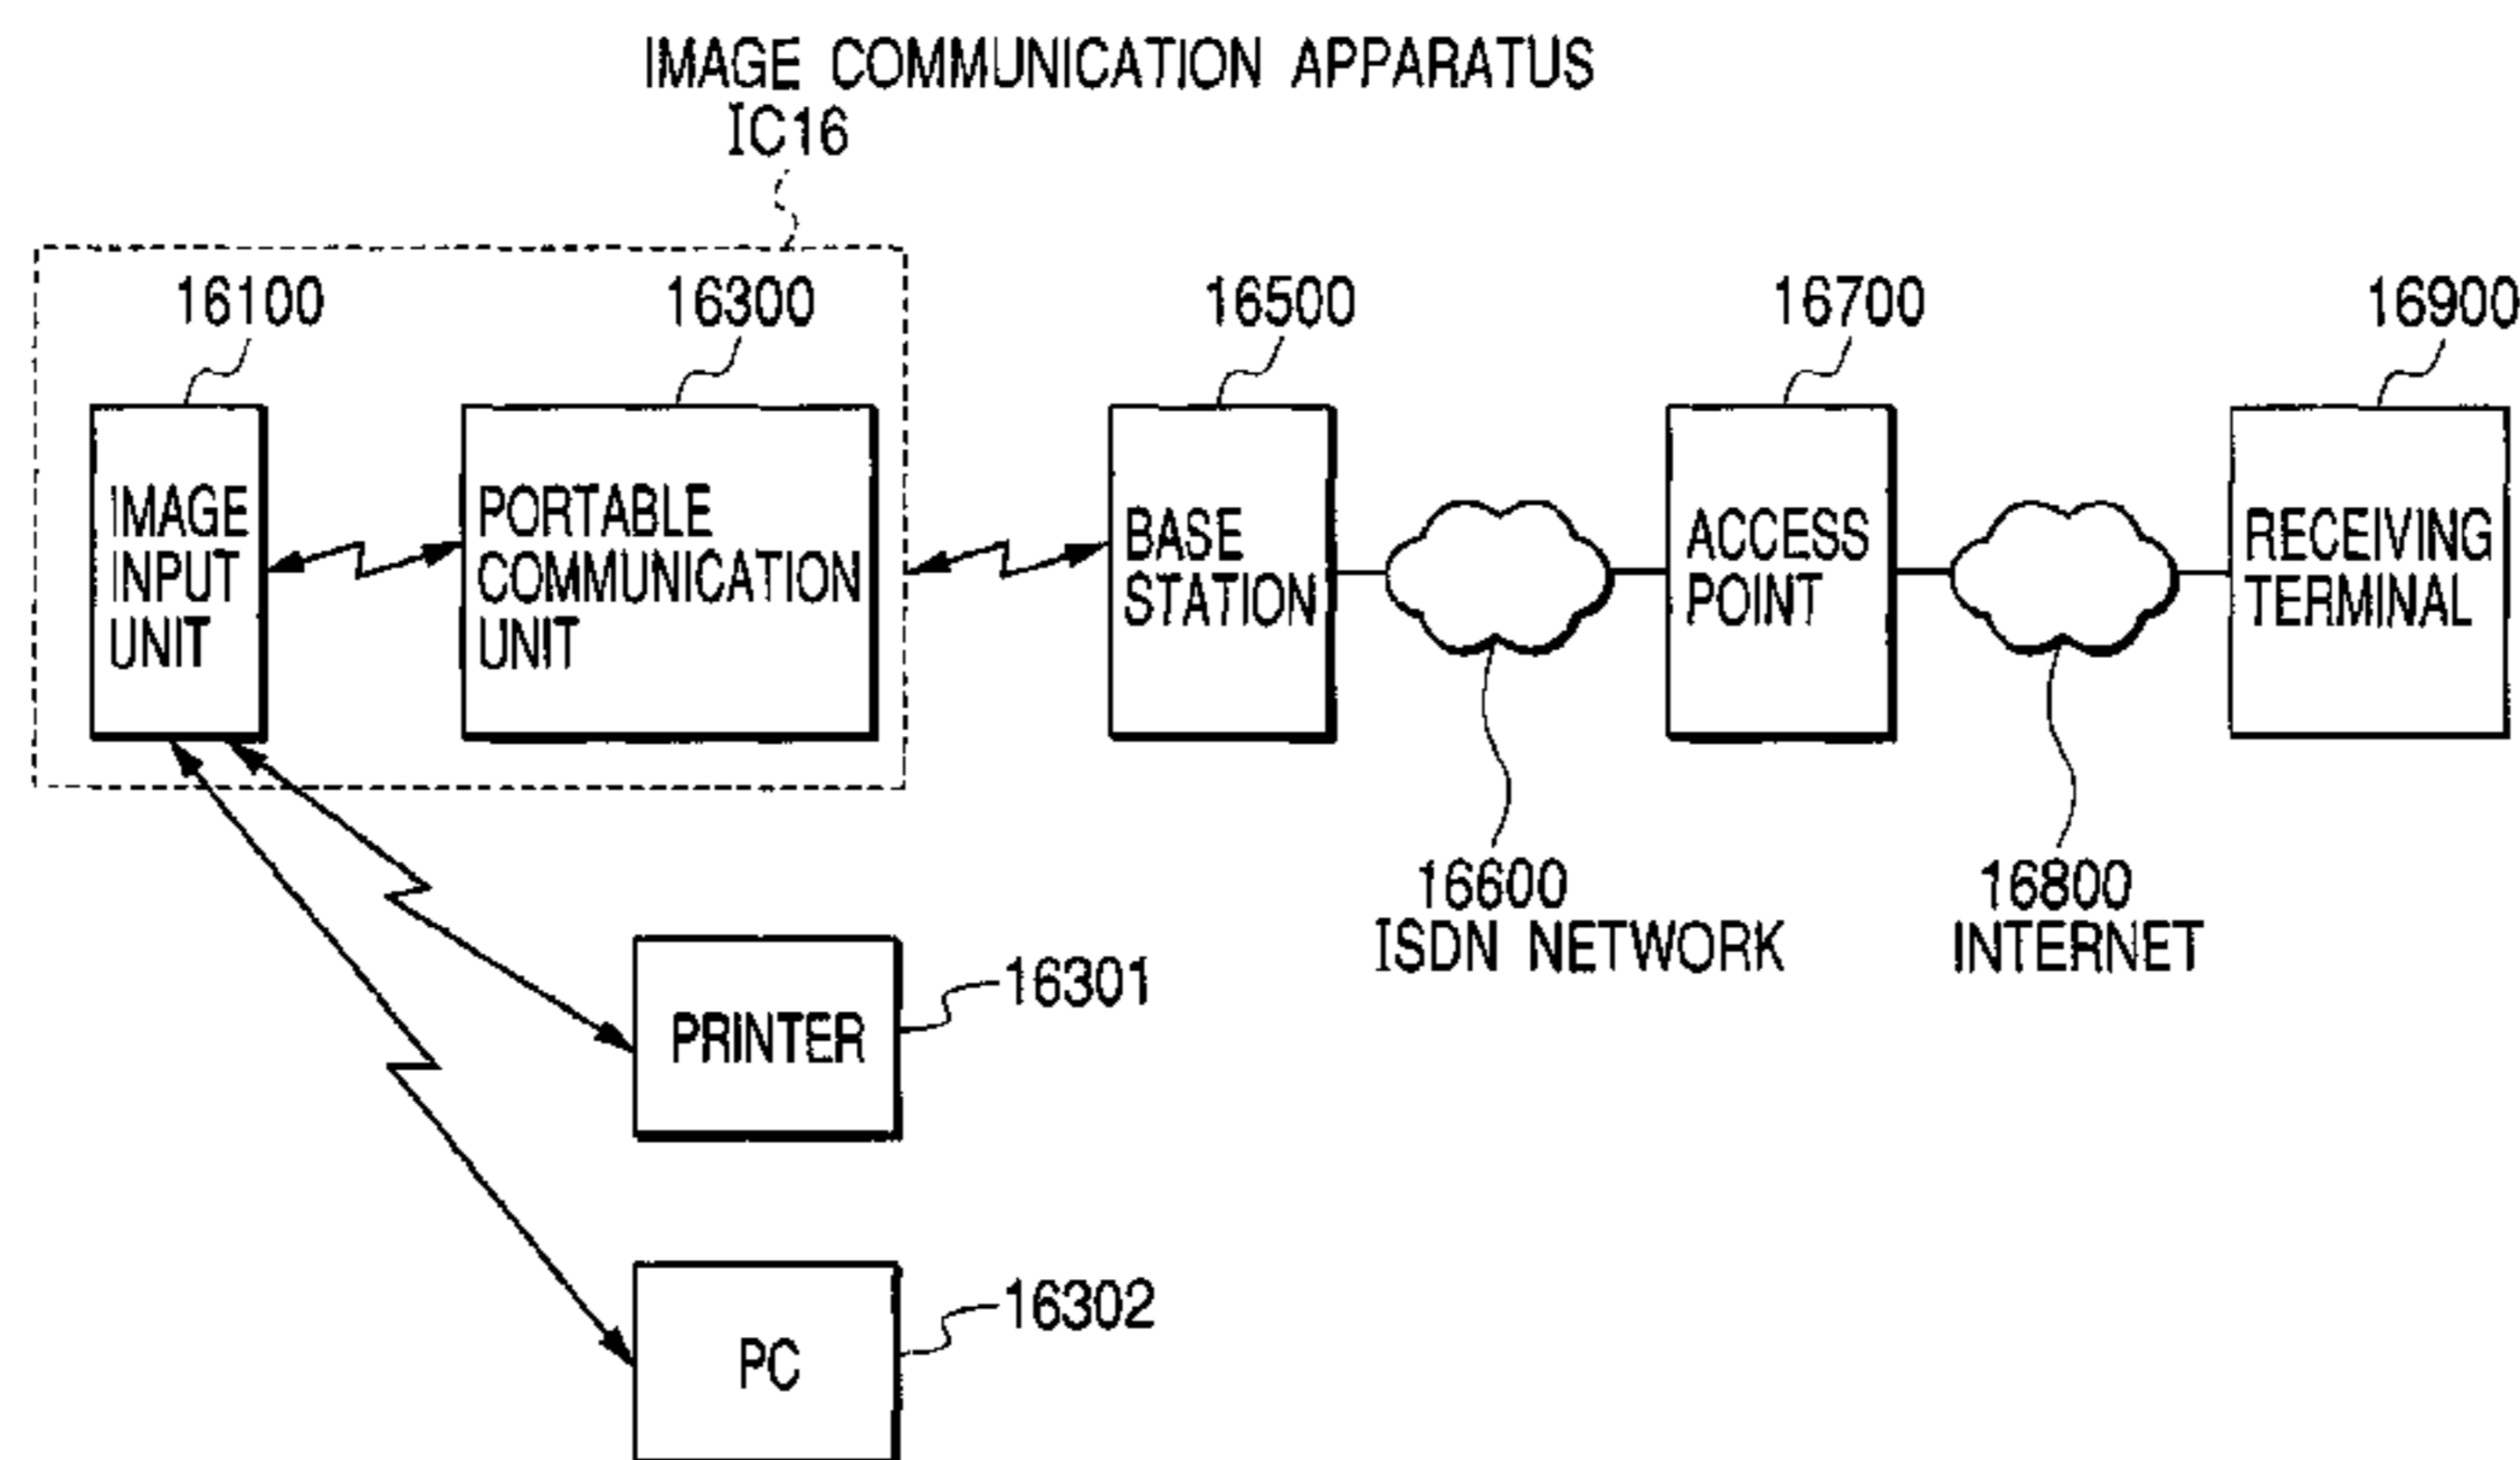 IMAGE COMMUNICATION APPARATUS
IC16
16100
16300
16500
16700
16900
IMAGE
INPUT
UNIT
PORTABLE
COMMUNICATION
UNIT
BASE
STATION
ACCESS
POINT
RECEIVING
TERMINAL
16600
ISDN NETWORK
16800
INTERNET
PRINTER
16301
PC
16302